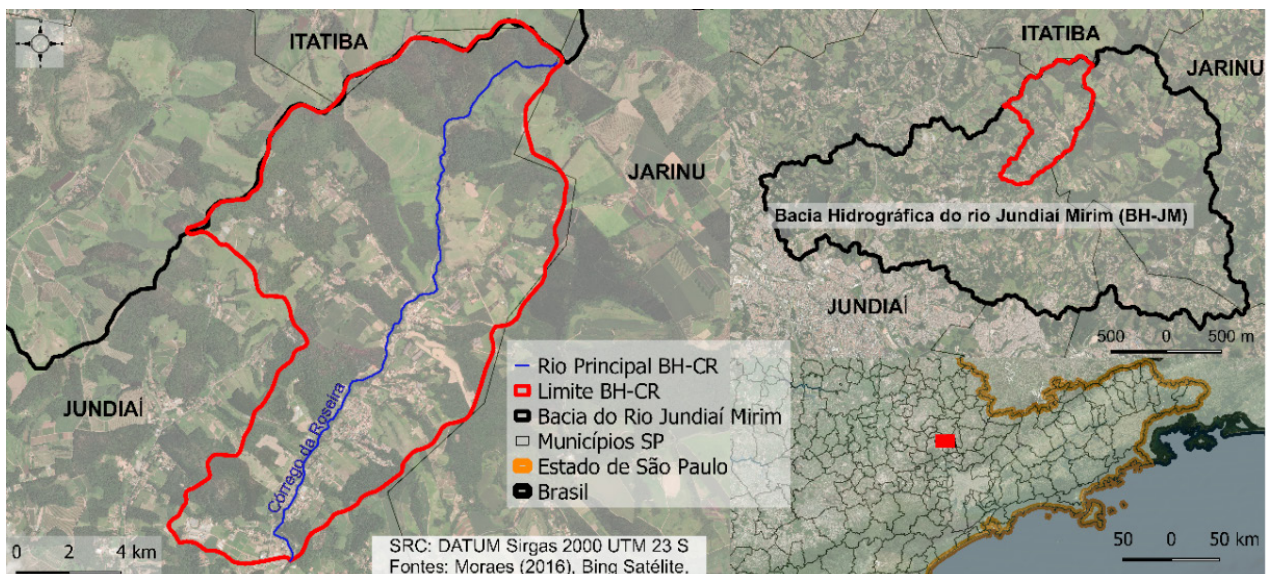 ITATIBA
JARINU
JUNDIAÍ
Córrego da Roseira
0 2 4 km
Rio Principal BH-CR
Limite BH-CR
Bacia do Rio Jundiaí Mirim
Municípios SP
Estado de São Paulo
Brasil
SRC: DATUM Sirgas 2000 UTM 23 S
Fontes: Moraes (2016), Bing Satélite.
ITATIBA
JARINU
Bacia Hidrográfica do rio Jundiaí Mirim (BH-JM)
JUNDIAÍ
500 0 500 m
50 0 50 km